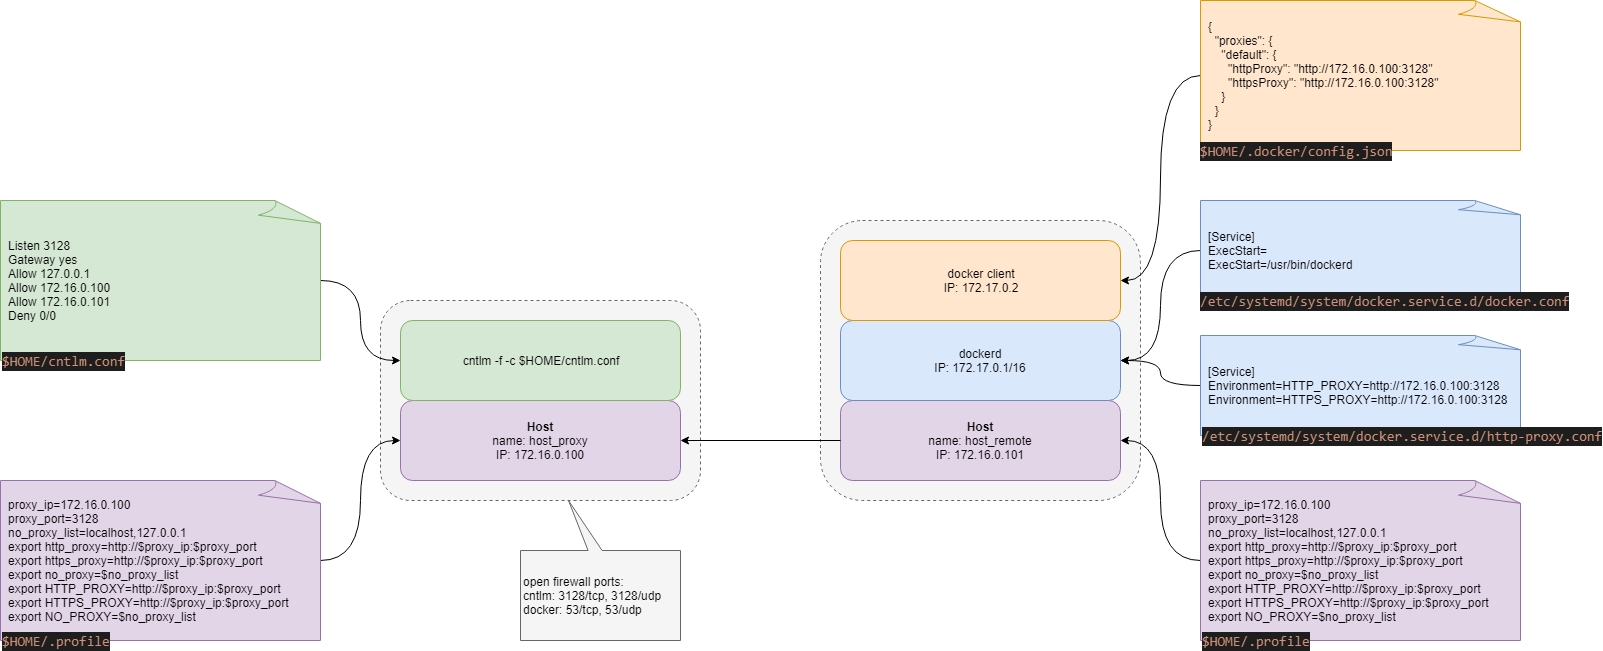 {
"proxies": {
"default": {
"httpProxy": "http://172.16.0.100:3128"
"httpsProxy": "http://172.16.0.100:3128"
}
}
}
$HOME/.docker/config.json
Listen 3128
Gateway yes
Allow 127.0.0.1
Allow 172.16.0.100
Allow 172.16.0.101
Deny 0/0
$HOME/cntlm.conf
cntlm -f -c $HOME/cntlm.conf
Host
name: host_proxy
IP: 172.16.0.100
docker client
IP: 172.17.0.2
dockerd
IP: 172.17.0.1/16
Host
name: host_remote
IP: 172.16.0.101
[Service]
ExecStart=
ExecStart=/usr/bin/dockerd
/etc/systemd/system/docker.service.d/docker.conf
[Service]
Environment=HTTP_PROXY=http://172.16.0.100:3128
Environment=HTTPS_PROXY=http://172.16.0.100:3128
/etc/systemd/system/docker.service.d/http-proxy.conf
proxy_ip=172.16.0.100
proxy_port=3128
no_proxy_list=localhost,127.0.0.1
export http_proxy=http://$proxy_ip:$proxy_port
export https_proxy=http://$proxy_ip:$proxy_port
export no_proxy=$no_proxy_list
export HTTP_PROXY=http://$proxy_ip:$proxy_port
export HTTPS_PROXY=http://$proxy_ip:$proxy_port
export NO_PROXY=$no_proxy_list
$HOME/.profile
open firewall ports:
cntlm: 3128/tcp, 3128/udp
docker: 53/tcp, 53/udp
proxy_ip=172.16.0.100
proxy_port=3128
no_proxy_list=localhost,127.0.0.1
export http_proxy=http://$proxy_ip:$proxy_port
export https_proxy=http://$proxy_ip:$proxy_port
export no_proxy=$no_proxy_list
export HTTP_PROXY=http://$proxy_ip:$proxy_port
export HTTPS_PROXY=http://$proxy_ip:$proxy_port
export NO_PROXY=$no_proxy_list
$HOME/.profile